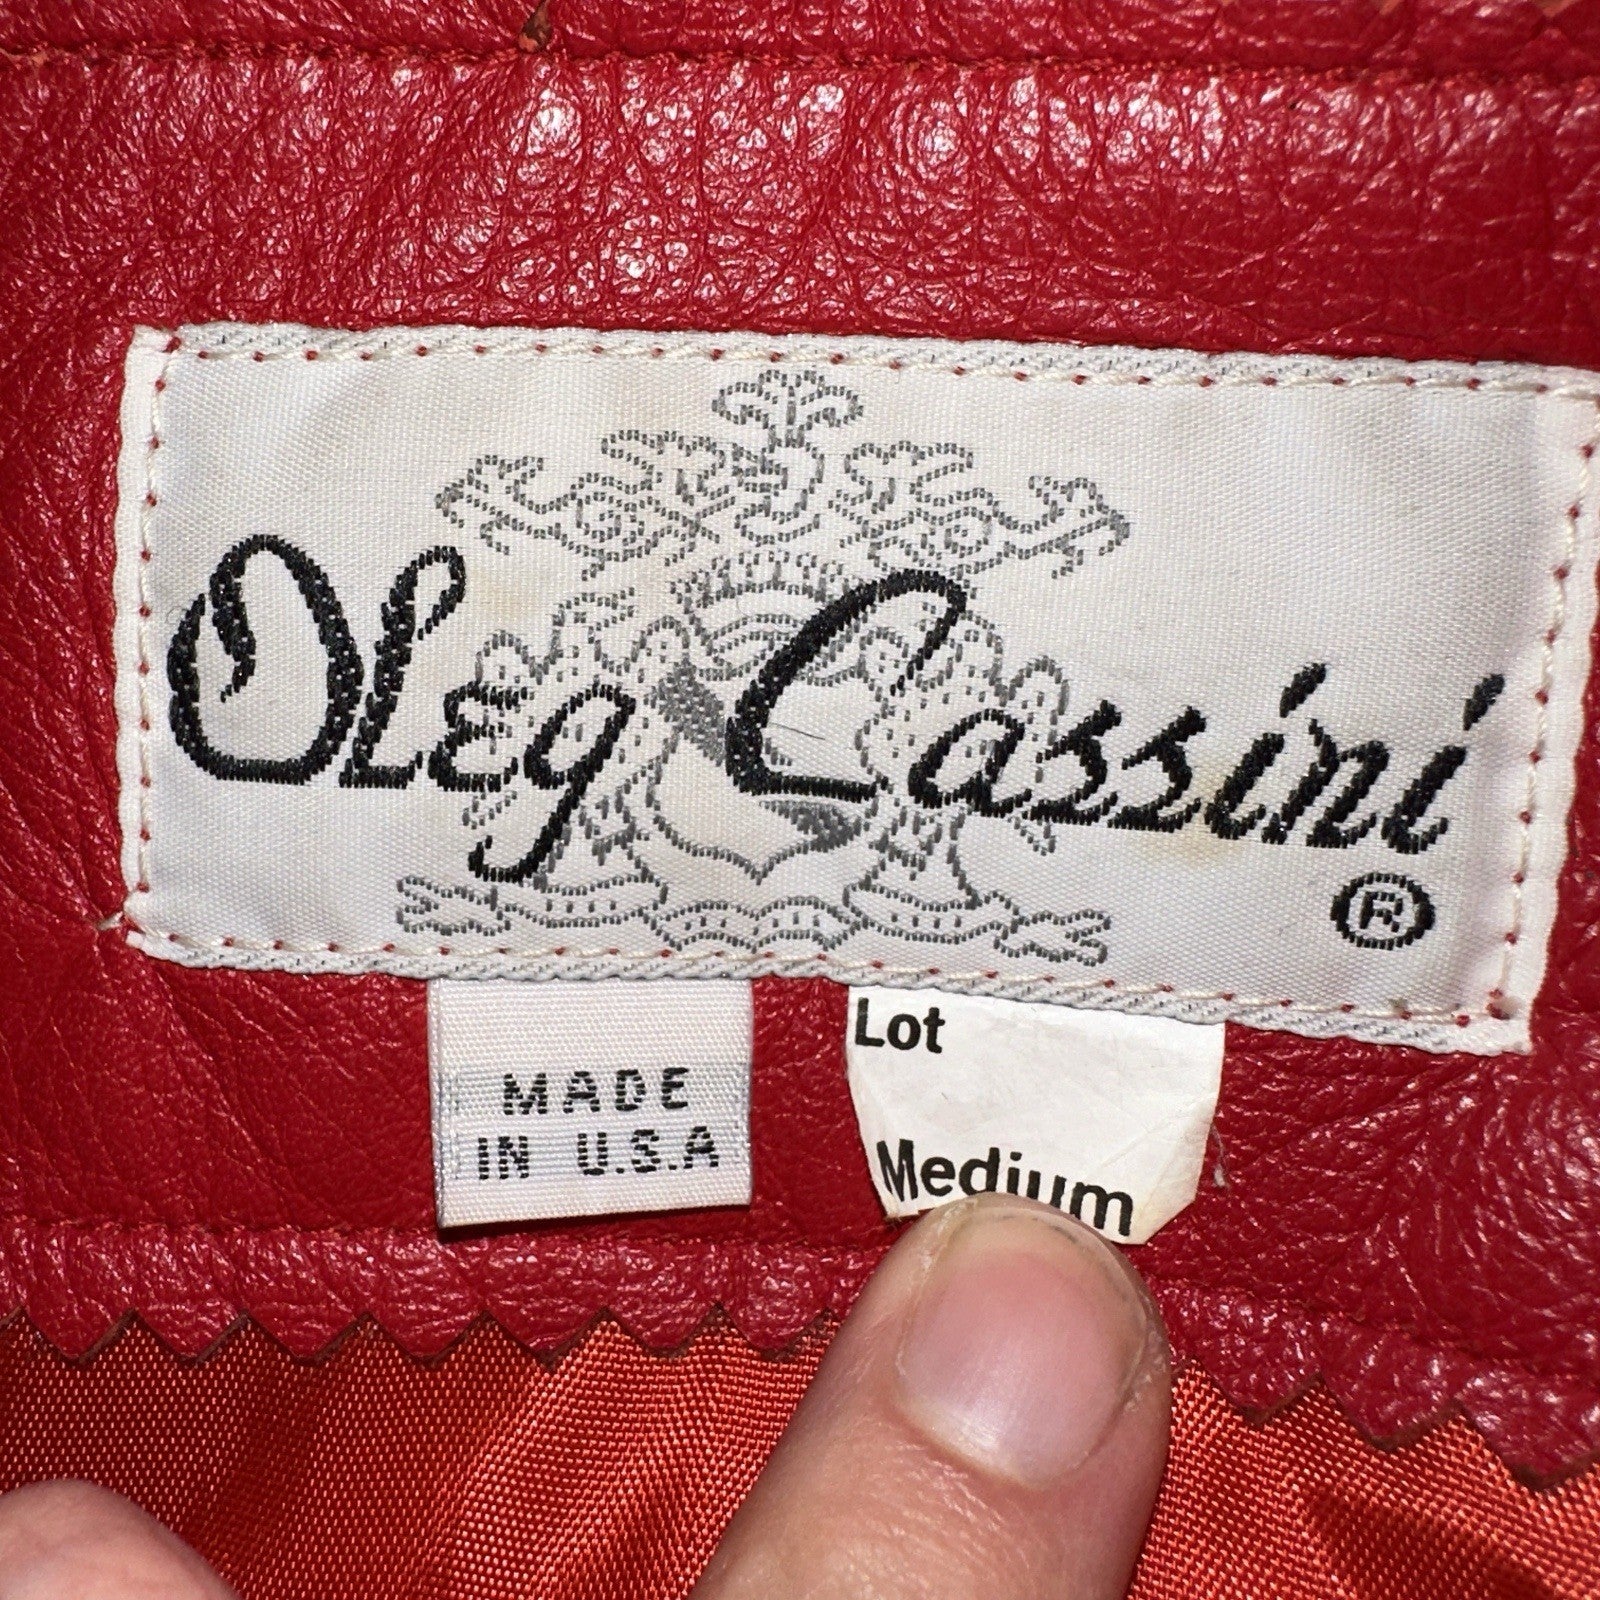 OLeg Cassini
®
MADE
IN U.S.A
Lot
Medium